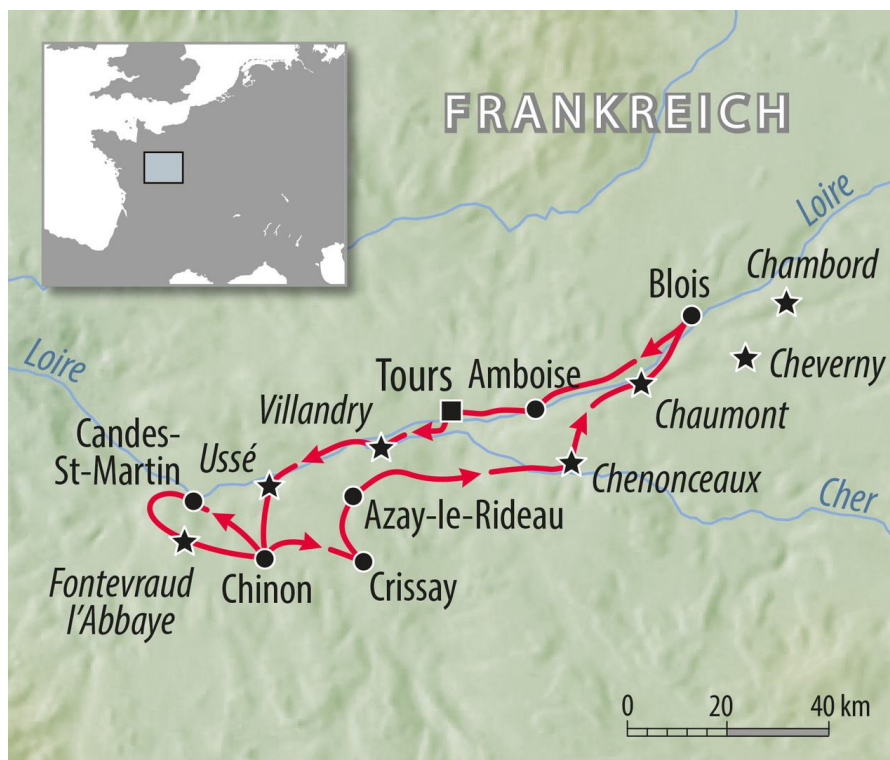 FRANKREICH
Loire
Chambord
Blois
Cheverny
Loire
Tours
Amboise
Chaumont
Villandry
Candes-
St-Martin
Ussé
Chenonceaux
Azay-le-Rideau
Cher
Fontevraud
l'Abbaye
Chinon
Crissay
0 20 40 km